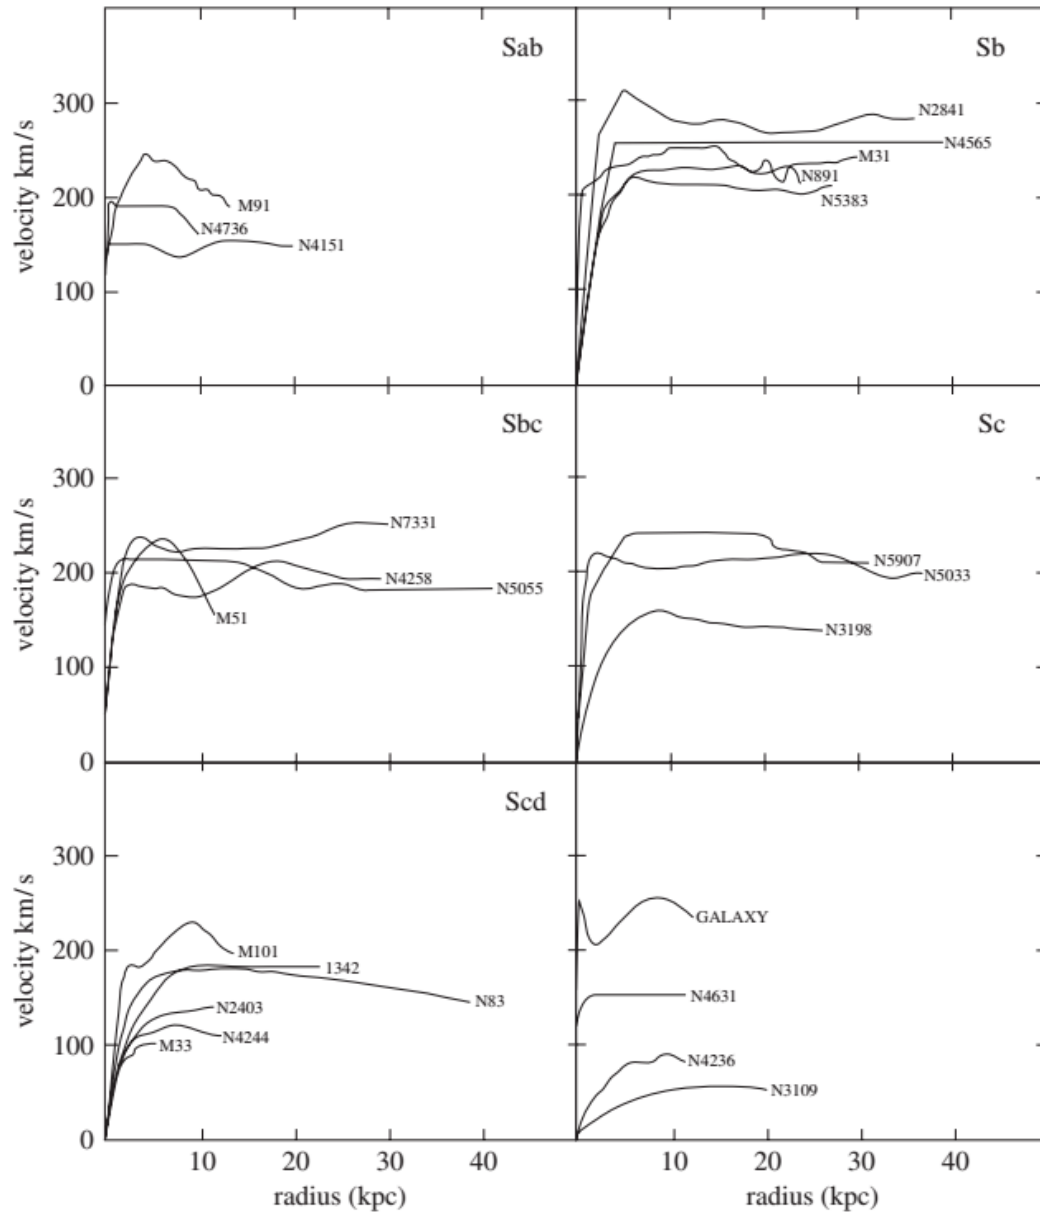 Sab
Sb
300
N2841
N4565
M31
N891
N5383
200
M91
N4736
N4151
100
0
velocity km/s
Sbc
Sc
300
N7331
N4258
N5055
M51
N5907
N5033
N3198
200
100
0
velocity km/s
Scd
300
GALAXY
M101
1342
N83
N2403
N4244
M33
N4631
N4236
N3109
200
100
0
velocity km/s
10 20 30 40
10 20 30 40
radius (kpc)
radius (kpc)